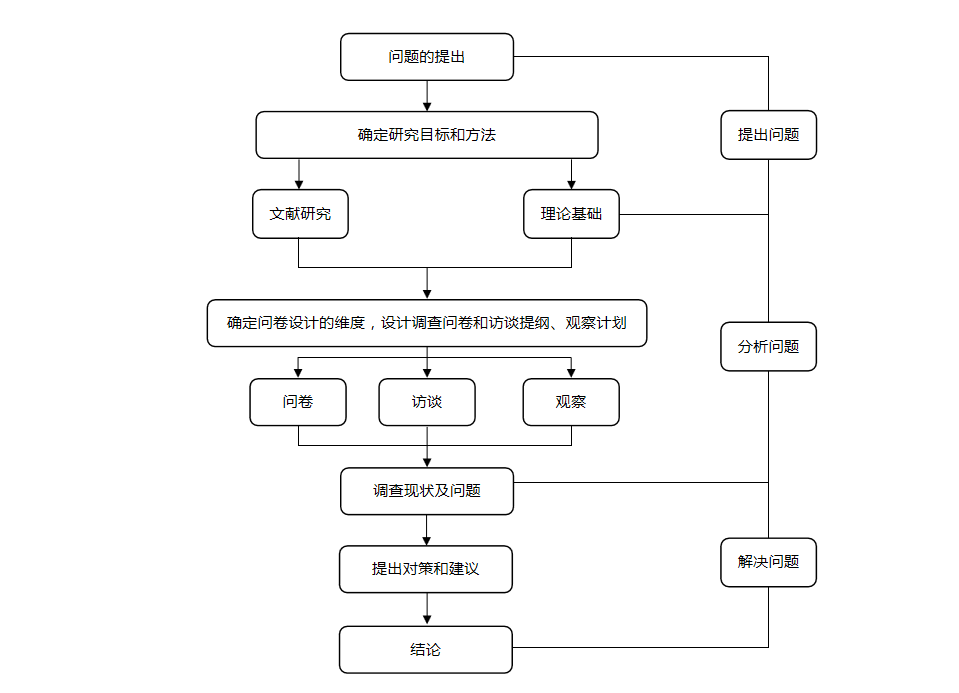 问题的提出
确定研究目标和方法
提出问题
文献研究
理论基础
确定问卷设计的维度，设计调查问卷和访谈提纲、观察计划
分析问题
问卷
访谈
观察
调查现状及问题
提出对策和建议
解决问题
结论